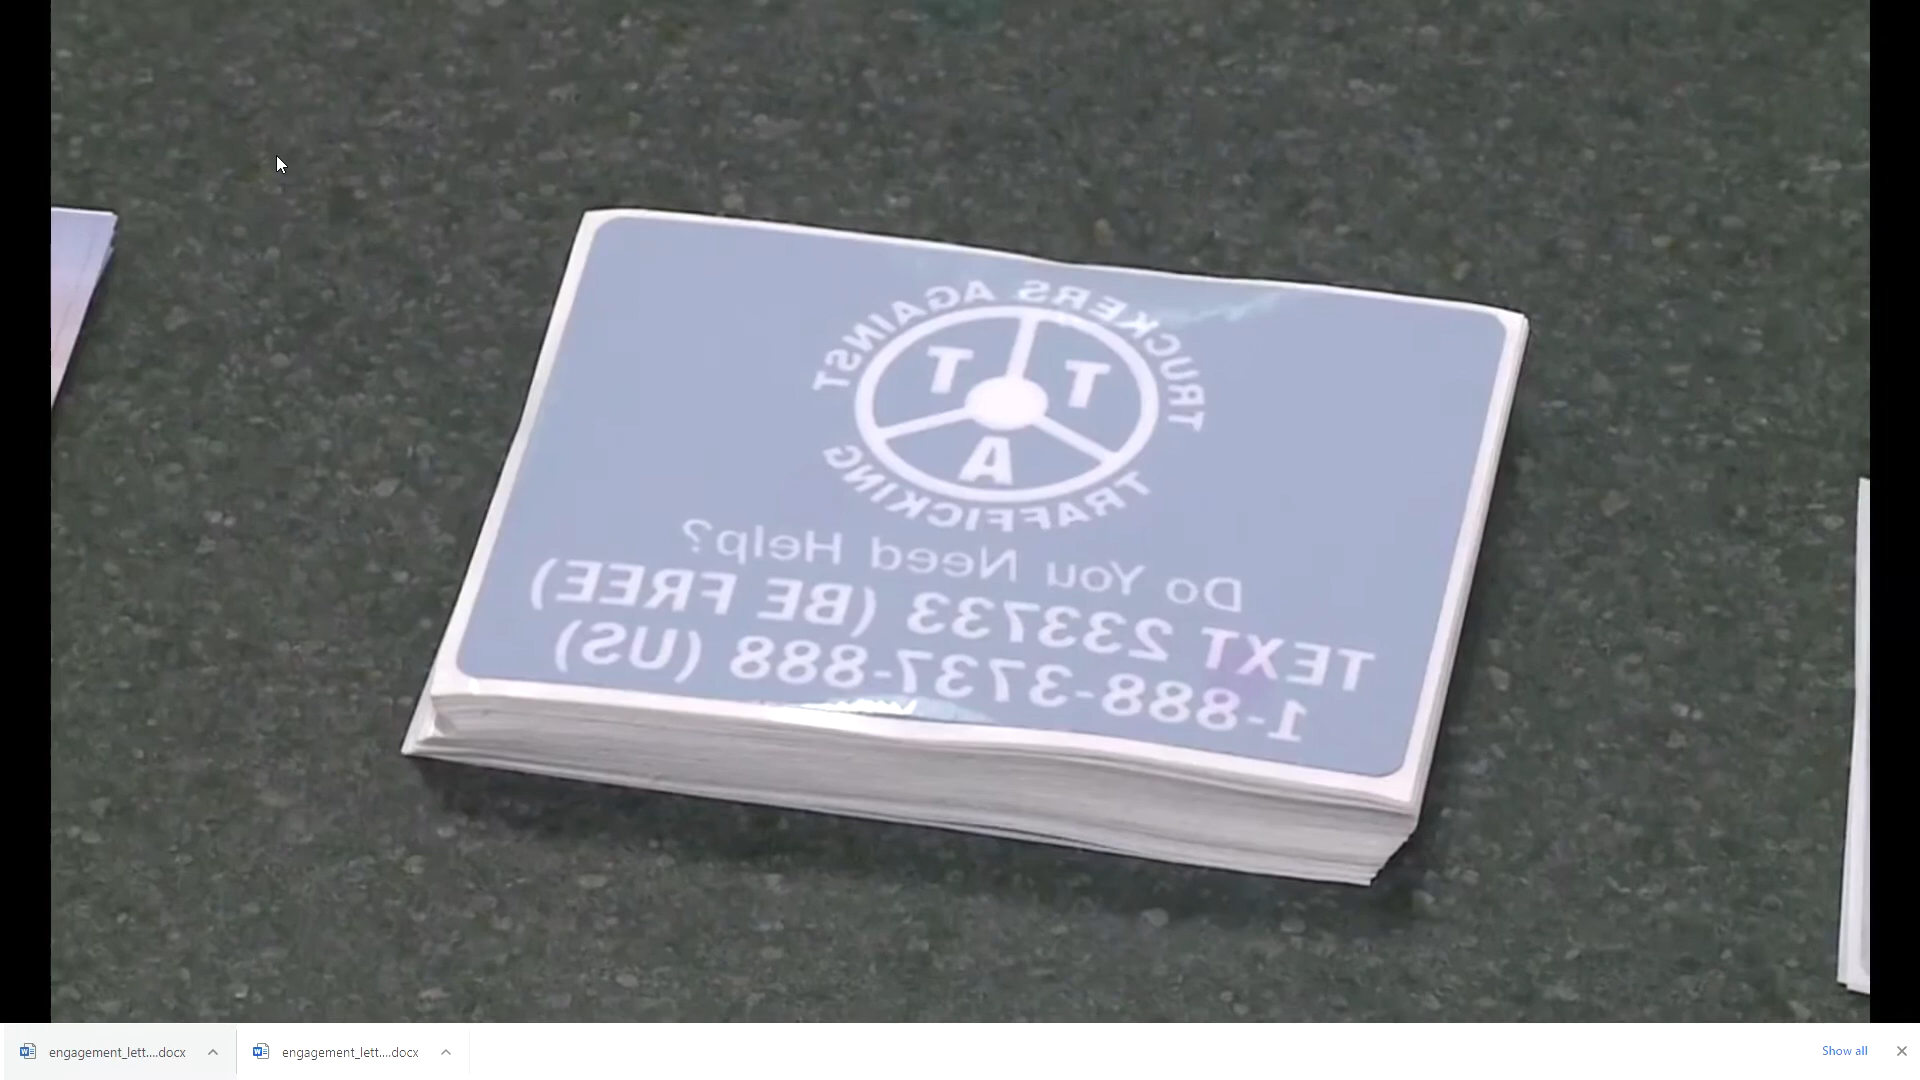 TRUCKERS AGAINST
T T
A
TRAFFICKING
Do You Need Help?
TEXT 233733 (BE FREE)
1-888-3737-888 (US)
engagement_lett....docx
engagement_lett....docx
Show all